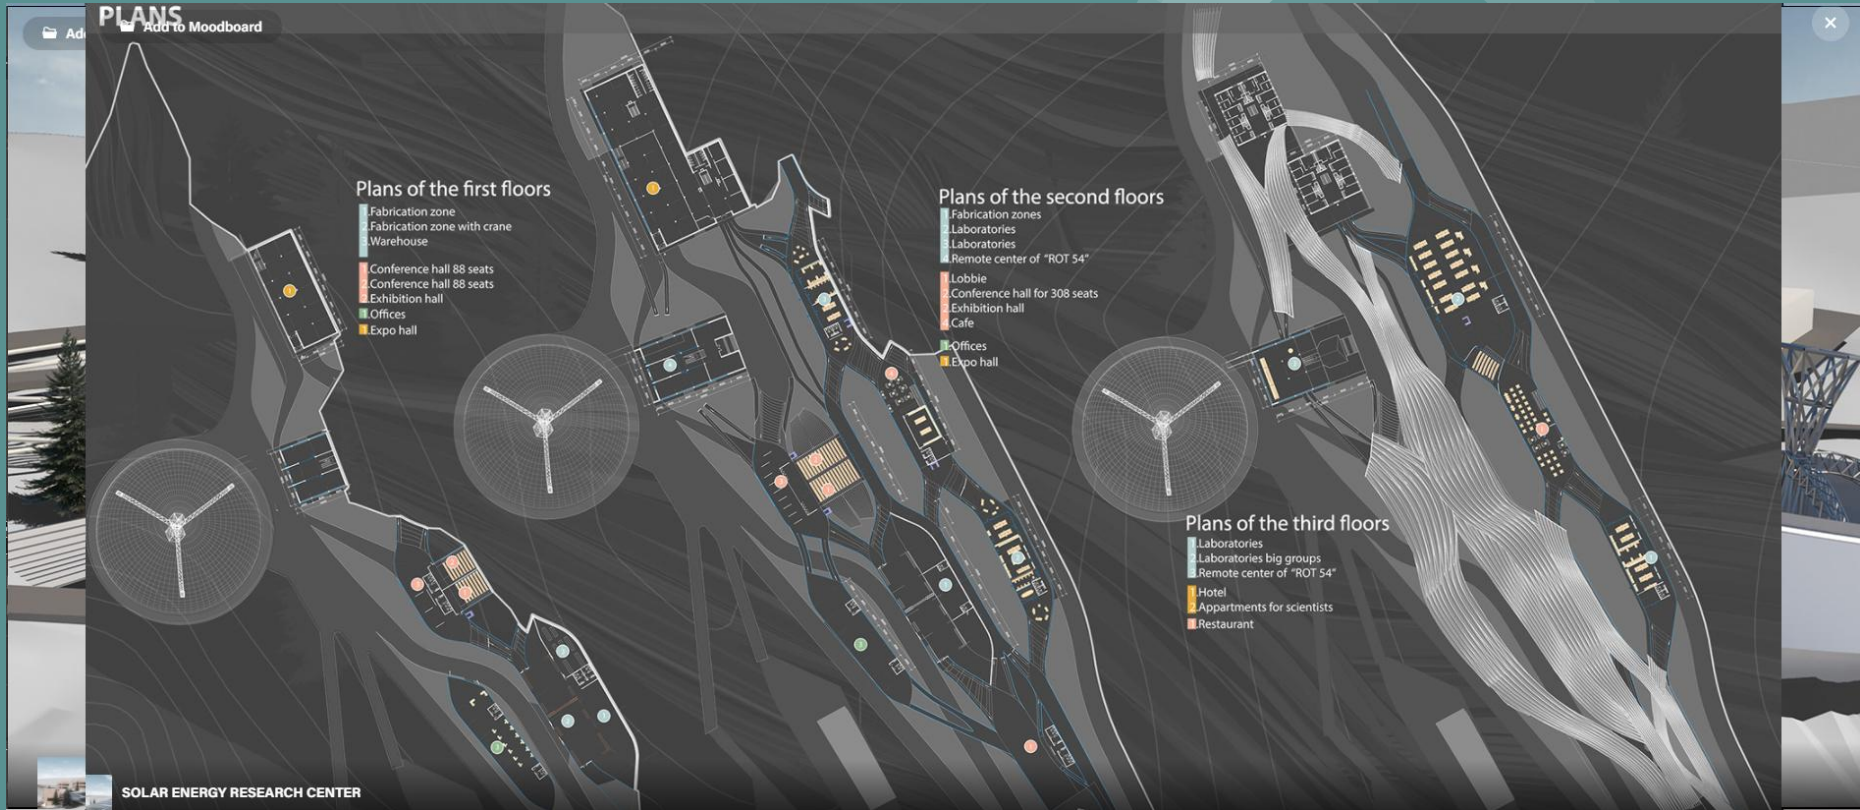 PLANS
Add to Moodboard
Plans of the first floors
1.Fabrication zone
2.Fabrication zone with crane
3.Warehouse
1.Conference hall 88 seats
2.Conference hall 88 seats
3.Exhibition hall
1.Offices
1.Expo hall
Plans of the second floors
1.Fabrication zones
2.Laboratories
3.Laboratories
4.Remote center of "ROT 54"
1.Lobbie
2.Conference hall for 308 seats
Exhibition hall
4.Cafe
1.Offices
1.Expo hall
Plans of the third floors
1.Laboratories
2.Laboratories big groups
3.Remote center of "ROT 54"
1.Hotel
2.Appartments for scientists
1.Restaurant
SOLAR ENERGY RESEARCH CENTER